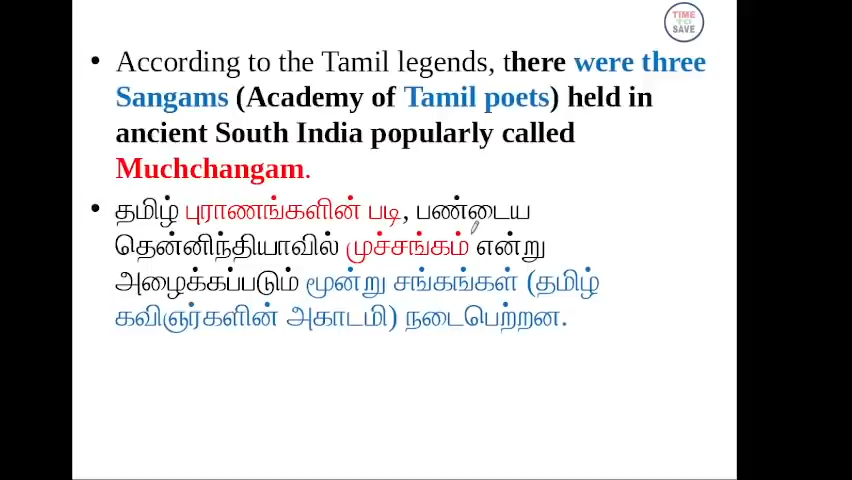 TIME
TO
SAVE
• According to the Tamil legends, there were three
Sangams (Academy of Tamil poets) held in
ancient South India popularly called
Muchchangam.
• தமிழ் புராணங்களின் படி, பண்டைய
தென்னிந்தியாவில் முச்சங்கம் என்று
அழைக்கப்படும் மூன்று சங்கங்கள் (தமிழ்
கவிஞர்களின் அகாடமி) நடைபெற்றன.